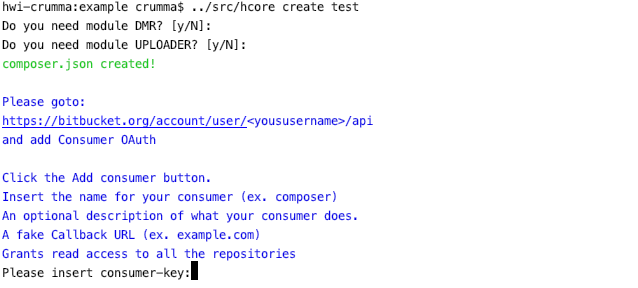 hwi-crumma:example crumma$ ../src/hcore create test
Do you need module DMR? [y/N]:
Do you need module UPLOADER? [y/N]:
composer.json created!
Please goto:
https://bitbucket.org/account/user/<yoususername>/api
and add Consumer OAuth
Click the Add consumer button.
Insert the name for your consumer (ex. composer)
An optional description of what your consumer does.
A fake Callback URL (ex. example.com)
Grants read access to all the repositories
Please insert consumer-key: